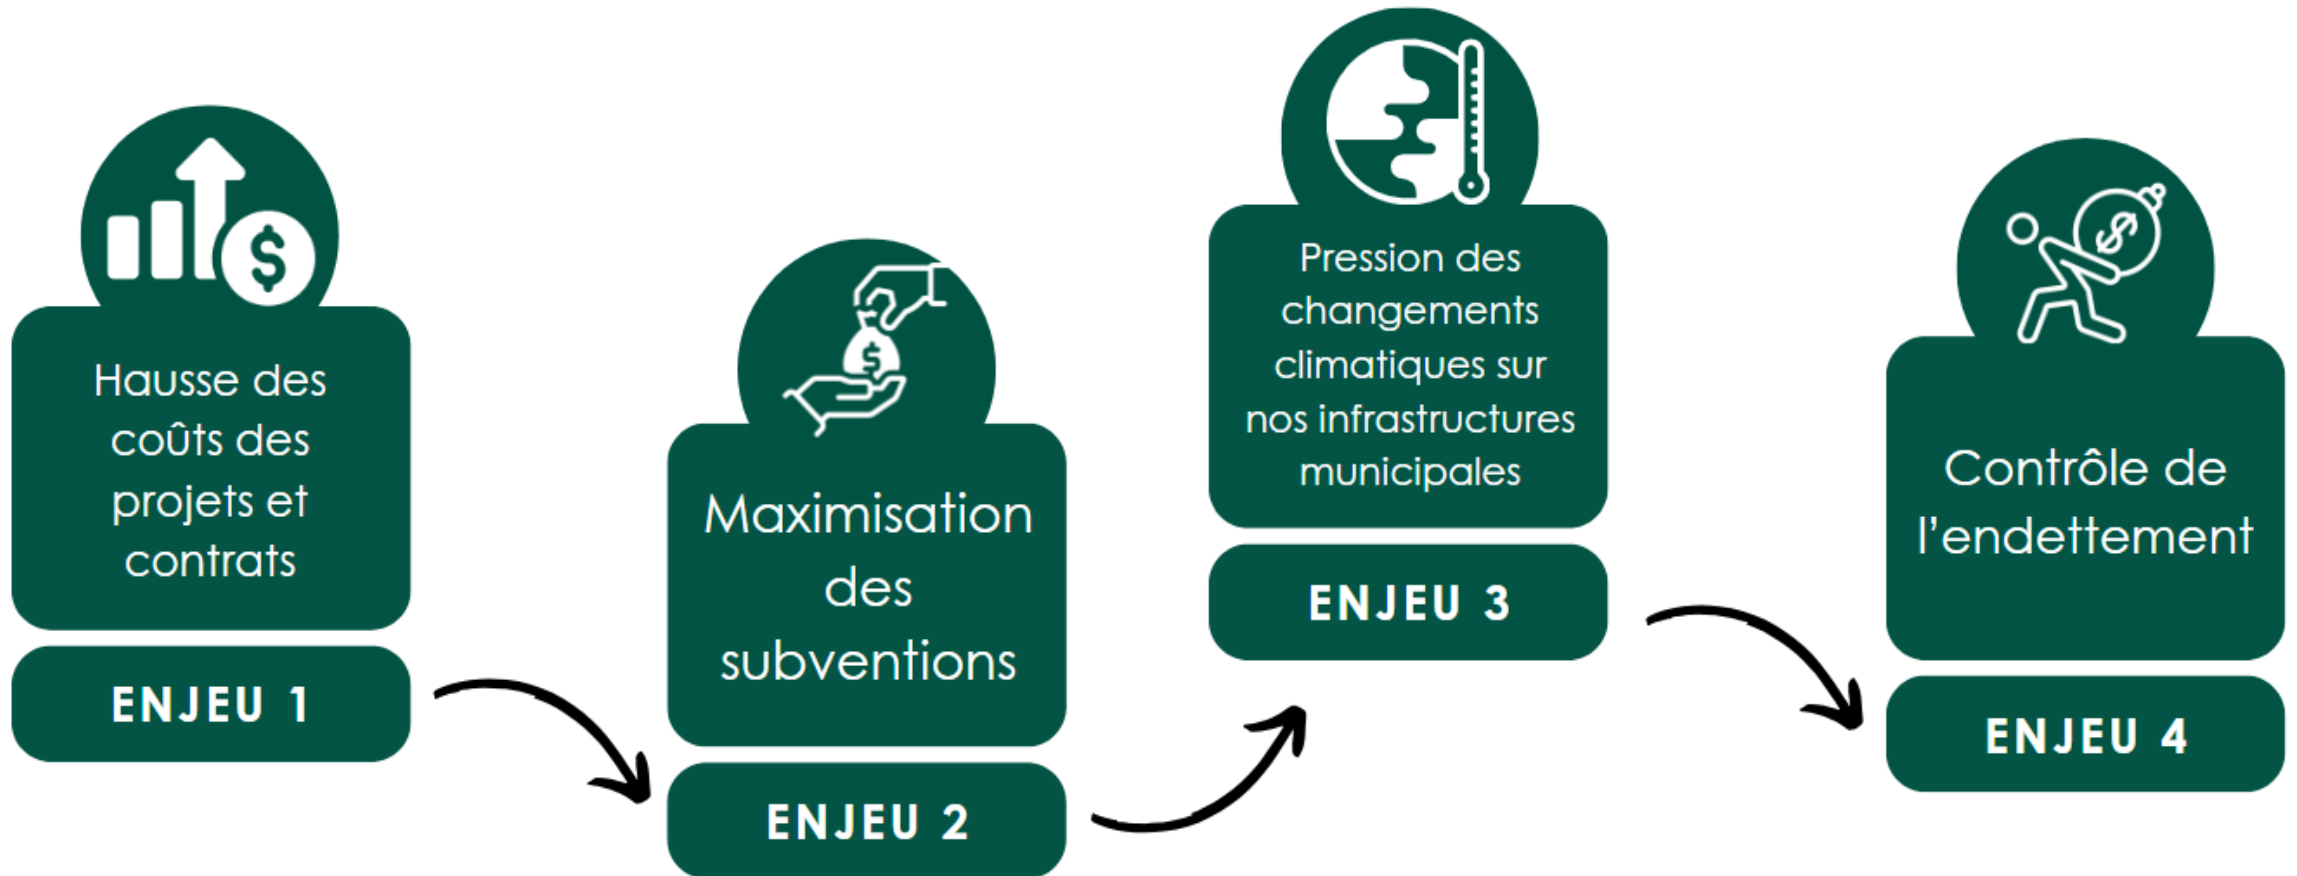 Hausse des
coûts des
projets et
contrats
ENJEU 1
Maximisation
des
subventions
ENJEU 2
Pression des
changements
climatiques sur
nos infrastructures
municipales
ENJEU 3
Contrôle de
l'endettement
ENJEU 4